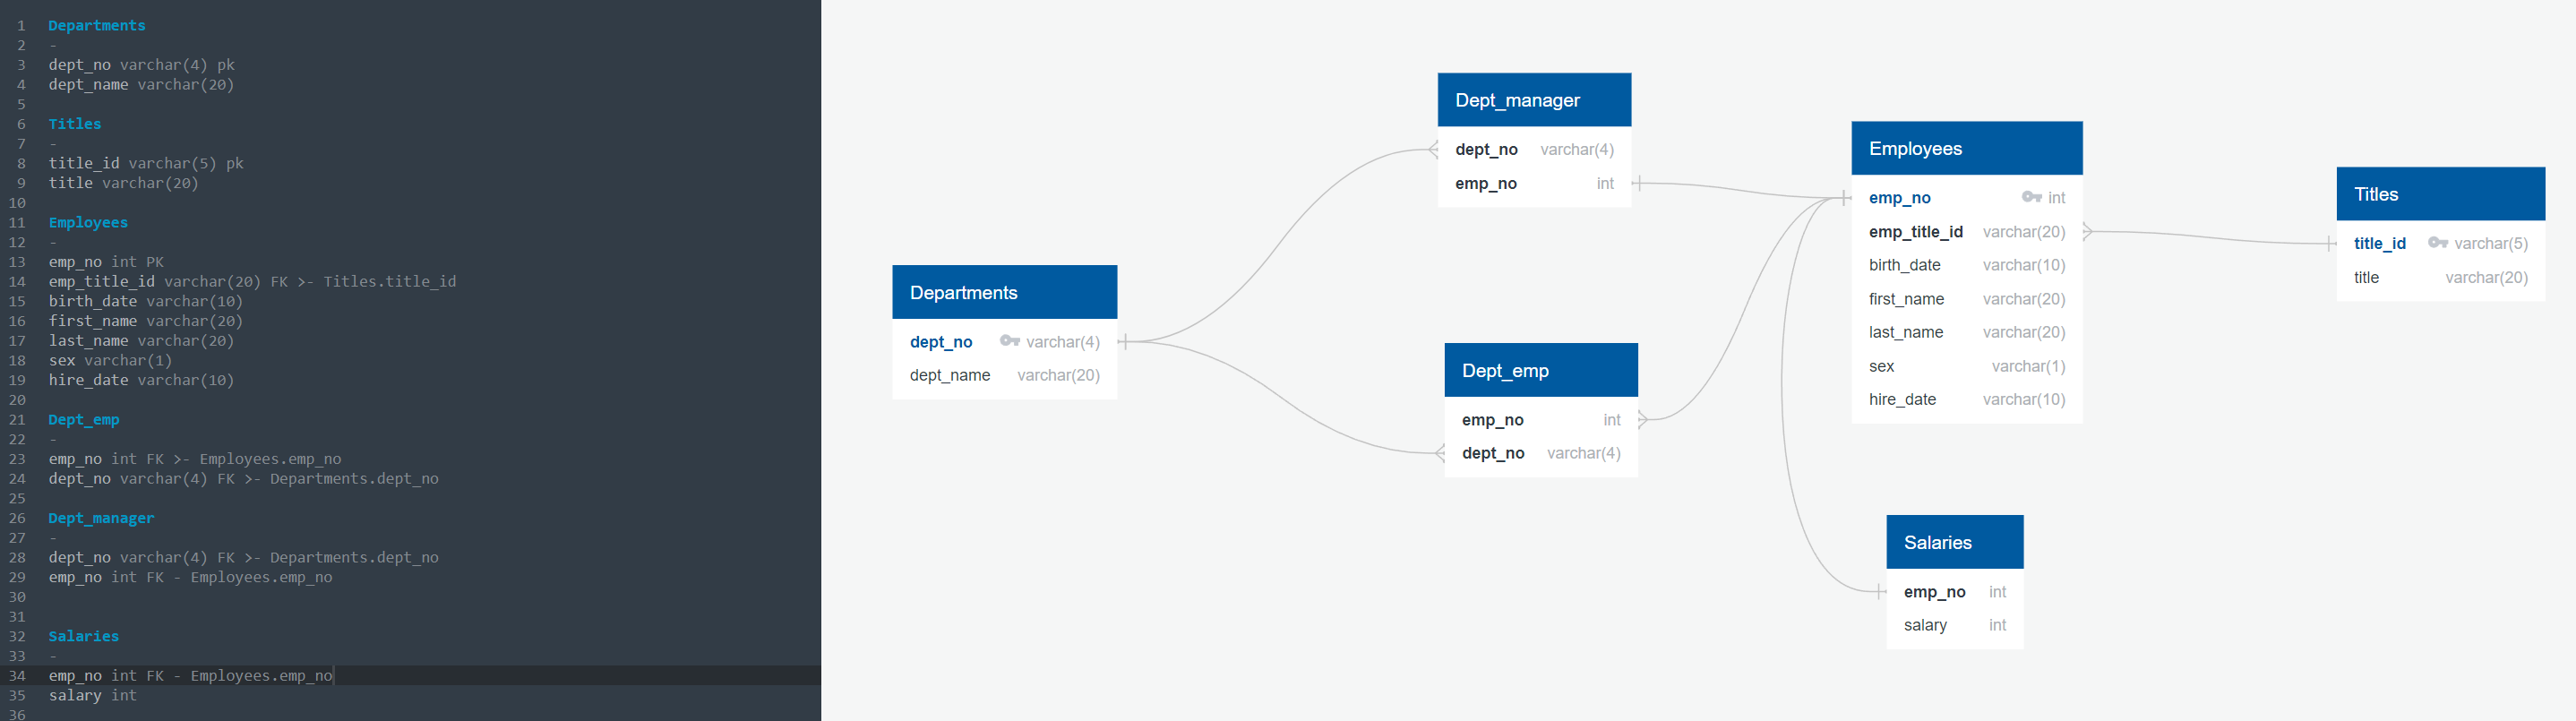 1 Departments
2 -
3 dept_no varchar(4) pk
4 dept_name varchar(20)
5
6 Titles
7 -
8 title_id varchar(5) pk
9 title varchar(20)
10
11 Employees
12 -
13 emp_no int PK
14 emp_title_id varchar(20) FK >- Titles.title_id
15 birth_date varchar(10)
16 first_name varchar(20)
17 last_name varchar(20)
18 sex varchar(1)
19 hire_date varchar(10)
20
21 Dept_emp
22 -
23 emp_no int FK >- Employees.emp_no
24 dept_no varchar(4) FK >- Departments.dept_no
25
26 Dept_manager
27 -
28 dept_no varchar(4) FK >- Departments.dept_no
29 emp_no int FK - Employees.emp_no
30
31
32 Salaries
33 -
34 emp_no int FK - Employees.emp_no
35 salary int
36
Departments
dept_no varchar(4)
dept_name varchar(20)
Dept_manager
dept_no varchar(4)
emp_no int
Dept_emp
emp_no int
dept_no varchar(4)
Employees
emp_no int
emp_title_id varchar(20)
birth_date varchar(10)
first_name varchar(20)
last_name varchar(20)
sex varchar(1)
hire_date varchar(10)
Salaries
emp_no int
salary int
Titles
title_id varchar(5)
title varchar(20)